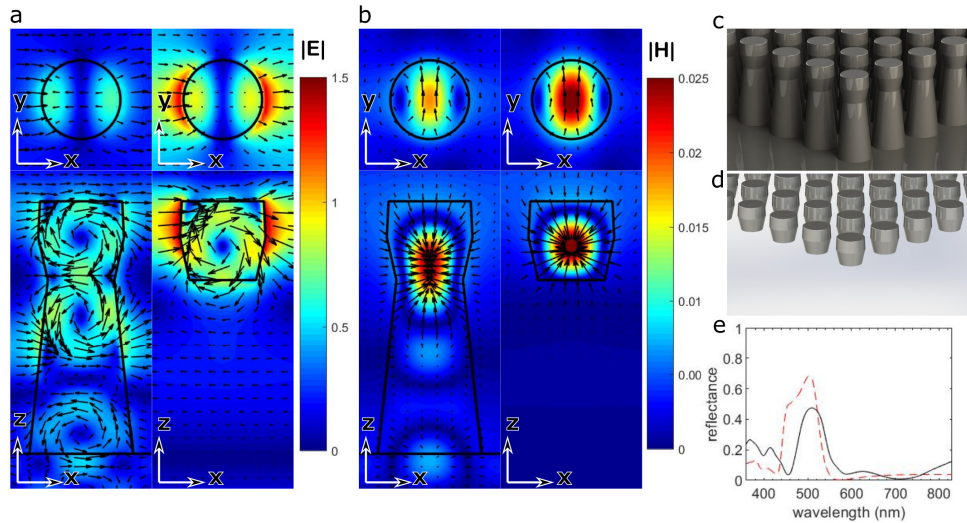 a
b
c
|E|
|H|
1.5
1
0.5
0
0.025
0.02
0.015
0.01
0.00
0
y
x
y
x
y
x
y
x
z
x
z
x
z
x
z
x
d
e
1
0.8
0.6
0.4
0.2
0
reflectance
400 500 600 700 800
wavelength (nm)